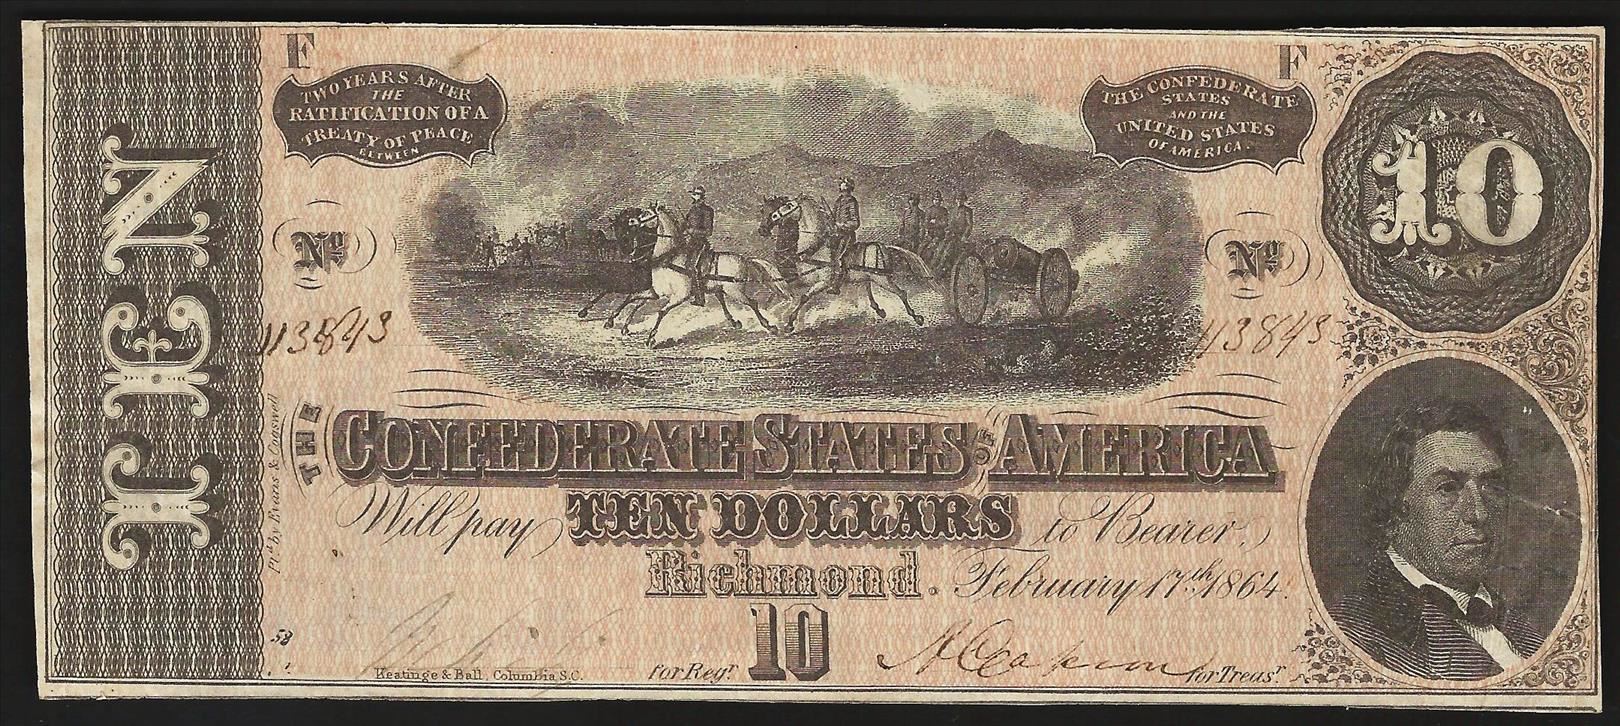 F
F
TWO YEARS AFTER
THE
RATIFICATION OF A
TREATY OF PEACE
BETWEEN
THE CONFEDERATE
STATES
AND THE
UNITED STATES
OF AMERICA.
10
TEN
No
No
113843
13843
Ptd. by Evans & Cogswell
THE
CONFEDERATE STATES OF AMERICA
Will pay TEN DOLLARS to Bearer,
Richmond. February 17th, 1864.
58
10
Keatinge & Ball, Columbia S.C.
for Regr.
for Treasr.